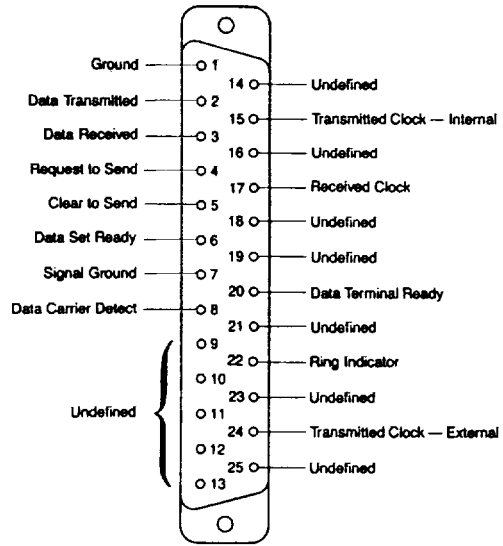 Ground 1
14 Undefined
Data Transmitted 2
15 Transmitted Clock — Internal
Data Received 3
16 Undefined
Request to Send 4
17 Received Clock
Clear to Send 5
18 Undefined
Data Set Ready 6
19 Undefined
Signal Ground 7
20 Data Terminal Ready
Data Carrier Detect 8
21 Undefined
9
22 Ring Indicator
10
23 Undefined
Undefined 11
24 Transmitted Clock — External
12
25 Undefined
13